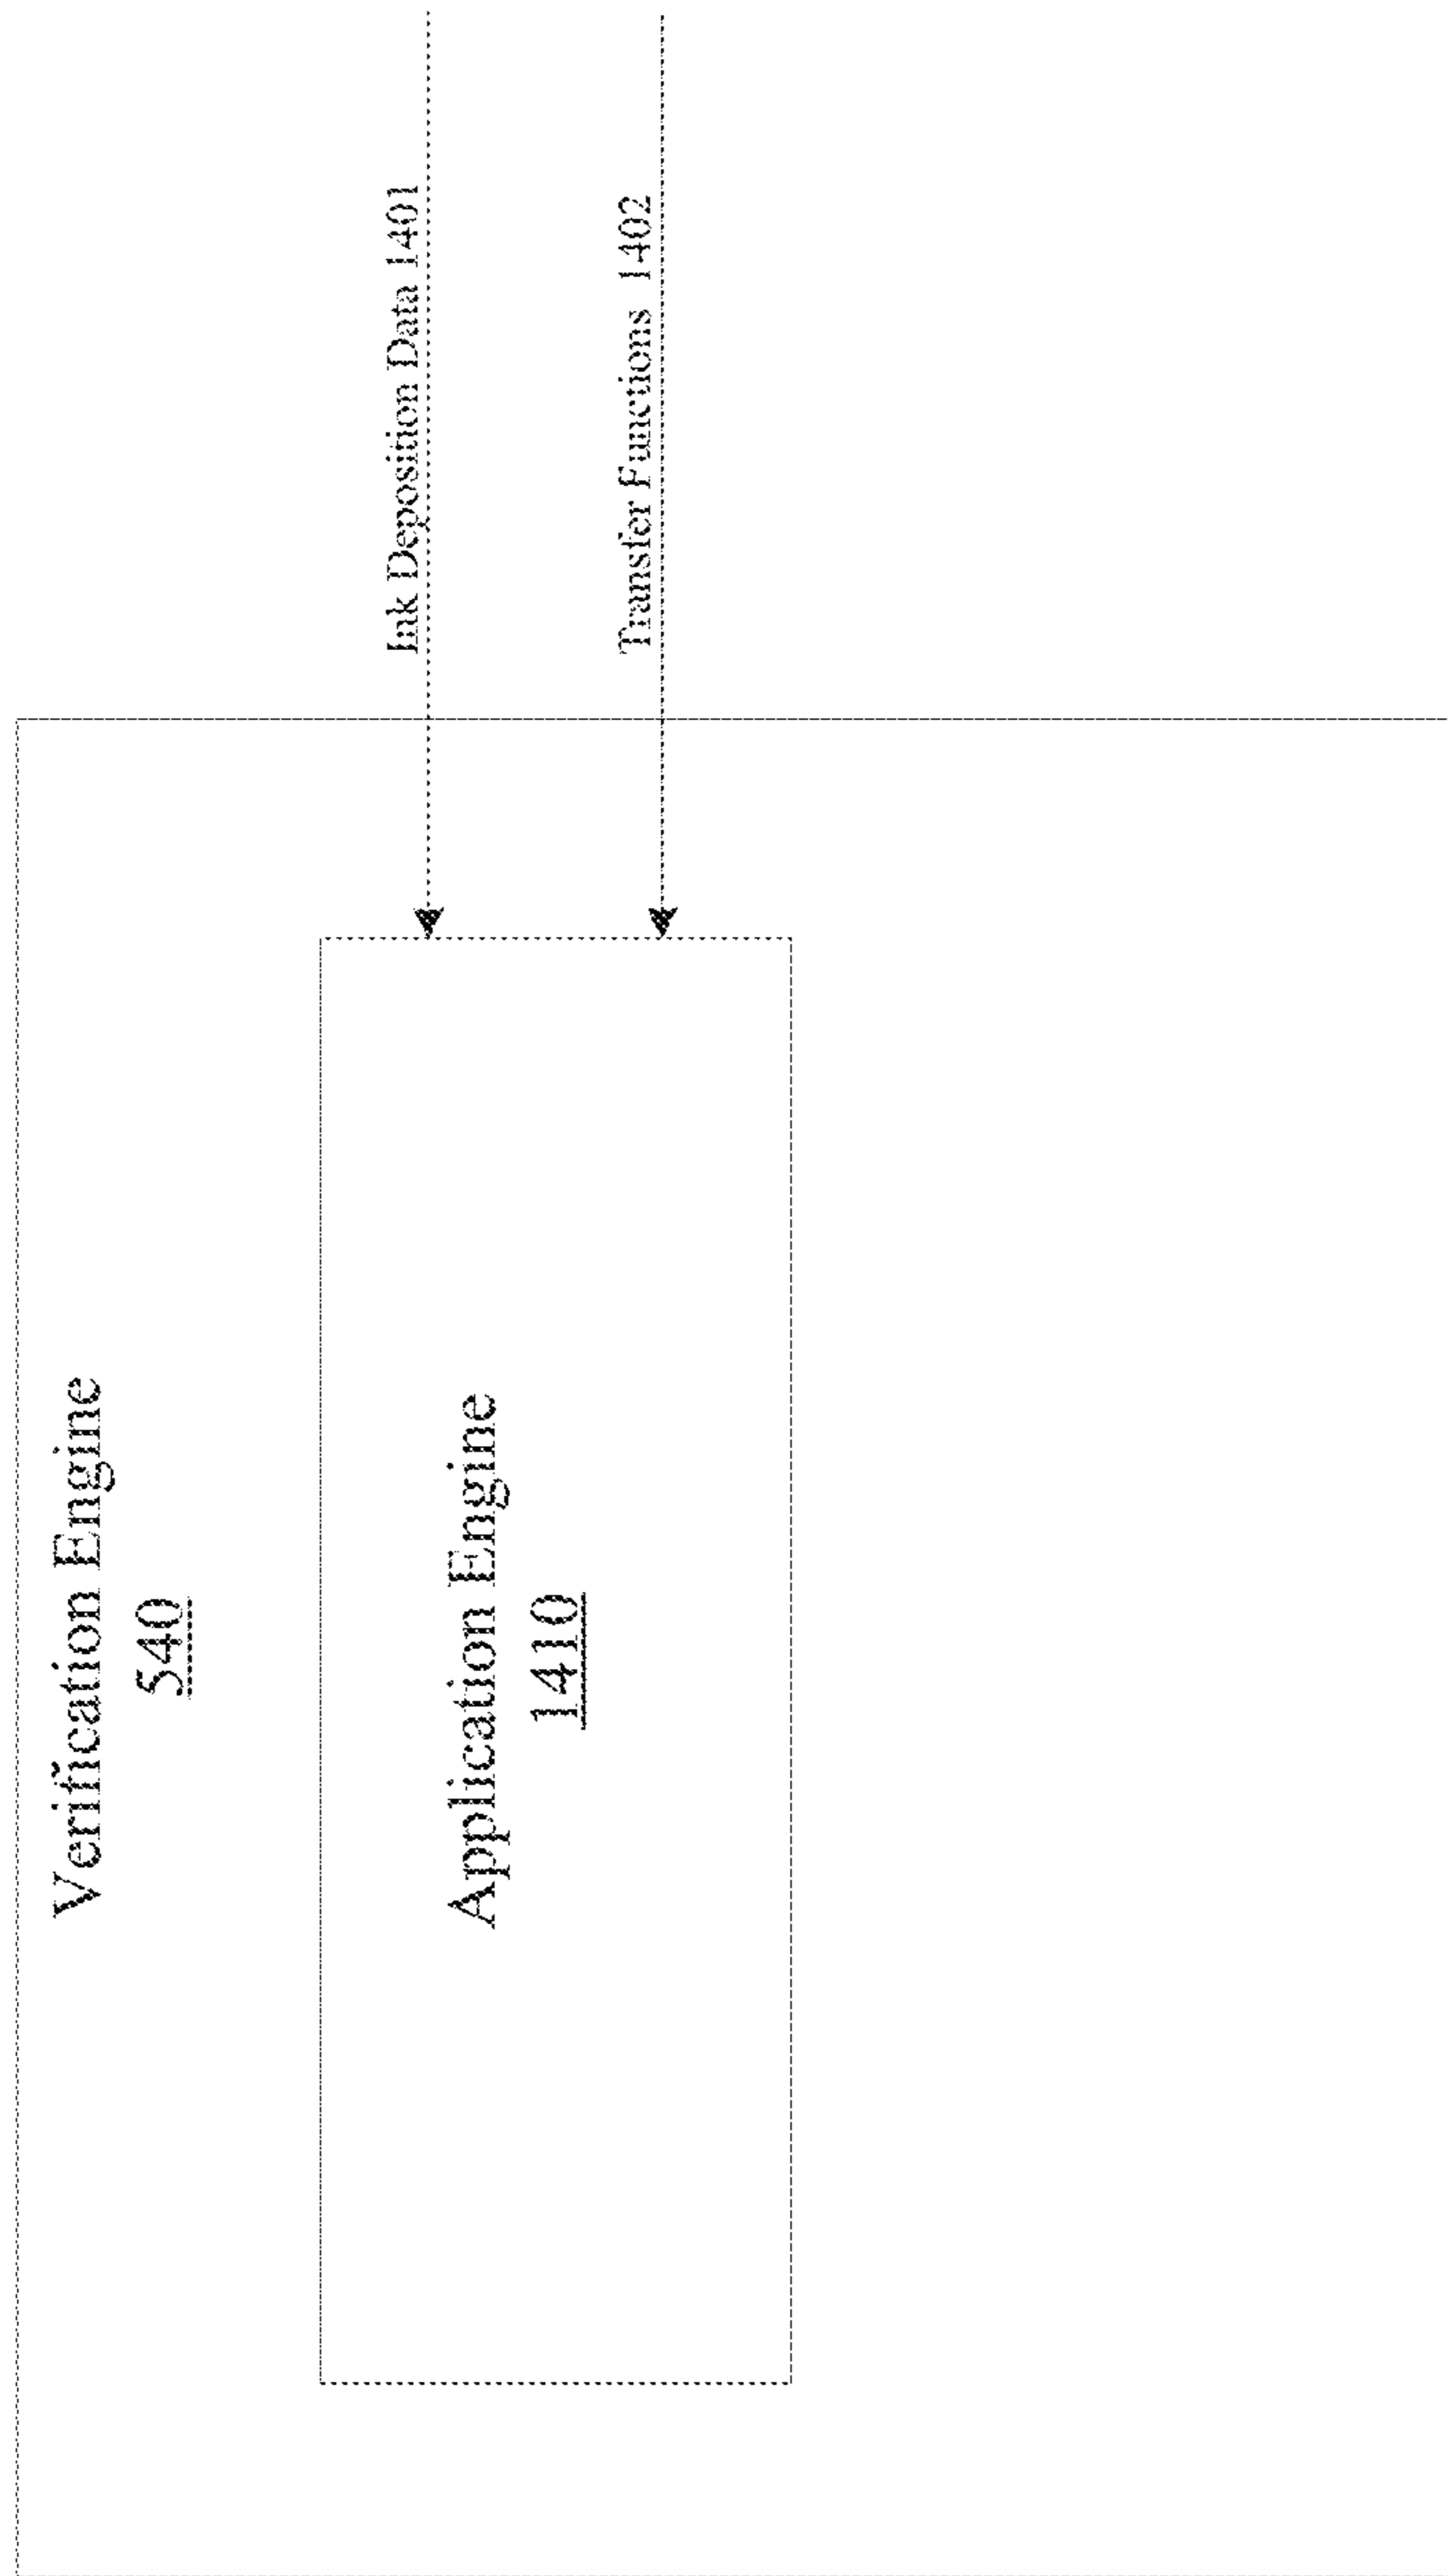 Verification Engine
540
Ink Deposition Data 1401
Application Engine
1410
Transfer Functions 1402